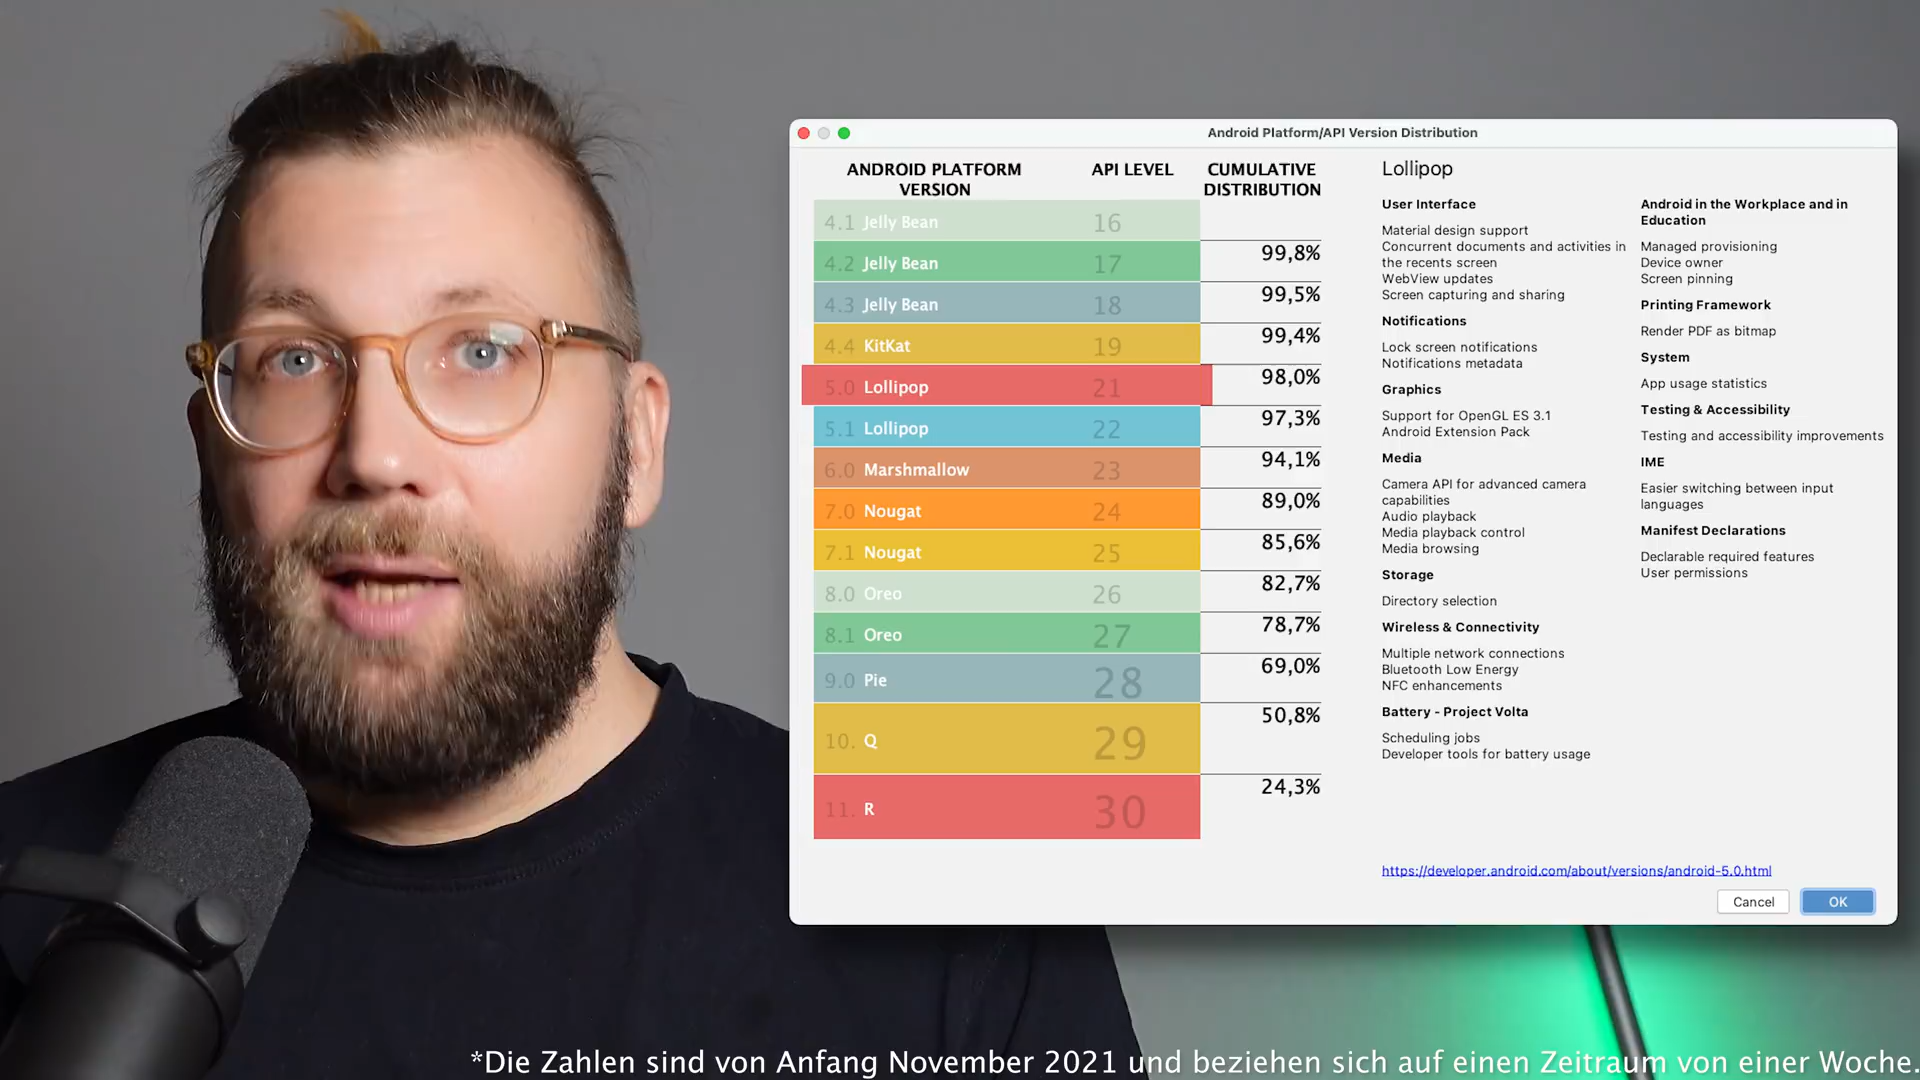 Android Platform/API Version Distribution
ANDROID PLATFORM
VERSION
API LEVEL
CUMULATIVE
DISTRIBUTION
4.1 Jelly Bean 16
99,8%
4.2 Jelly Bean 17
99,5%
4.3 Jelly Bean 18
99,4%
4.4 KitKat 19
98,0%
5.0 Lollipop 21
97,3%
5.1 Lollipop 22
94,1%
6.0 Marshmallow 23
89,0%
7.0 Nougat 24
85,6%
7.1 Nougat 25
82,7%
8.0 Oreo 26
78,7%
8.1 Oreo 27
69,0%
9.0 Pie 28
50,8%
10. Q 29
24,3%
11. R 30
Lollipop
User Interface
Material design support
Concurrent documents and activities in
the recents screen
WebView updates
Screen capturing and sharing
Notifications
Lock screen notifications
Notifications metadata
Graphics
Support for OpenGL ES 3.1
Android Extension Pack
Media
Camera API for advanced camera
capabilities
Audio playback
Media playback control
Media browsing
Storage
Directory selection
Wireless & Connectivity
Multiple network connections
Bluetooth Low Energy
NFC enhancements
Battery - Project Volta
Scheduling jobs
Developer tools for battery usage
Android in the Workplace and in
Education
Managed provisioning
Device owner
Screen pinning
Printing Framework
Render PDF as bitmap
System
App usage statistics
Testing & Accessibility
Testing and accessibility improvements
IME
Easier switching between input
languages
Manifest Declarations
Declarable required features
User permissions
https://developer.android.com/about/versions/android-5.0.html
Cancel
OK
*Die Zahlen sind von Anfang November 2021 und beziehen sich auf einen Zeitraum von einer Woche.